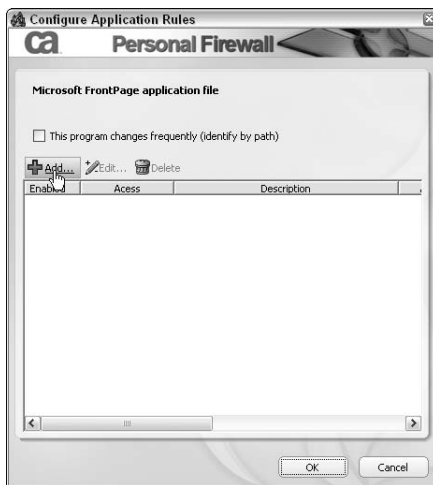 Configure Application Rules
ca Personal Firewall
Microsoft FrontPage application file
This program changes frequently (identify by path)
Add... Edit... Delete
Enabled Acess Description
OK Cancel